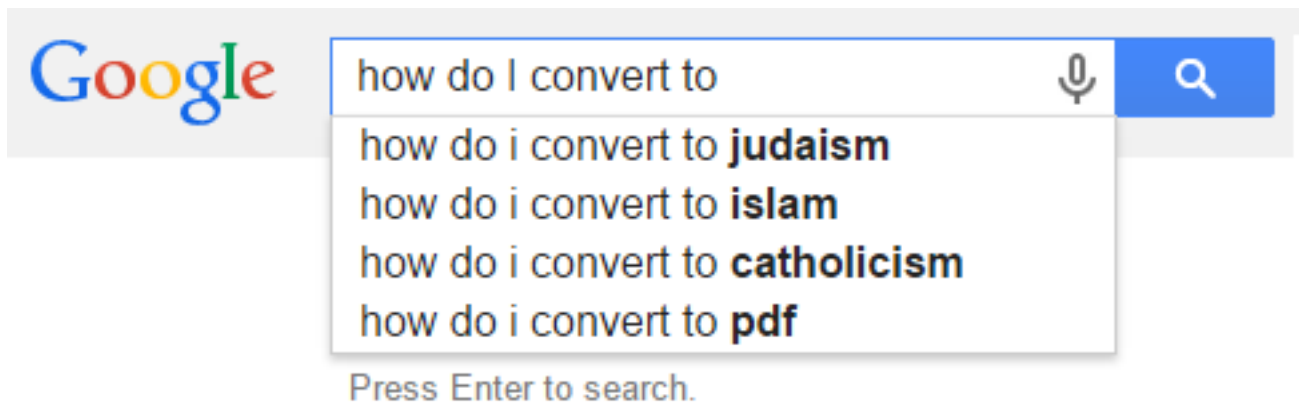 Google
how do I convert to
how do i convert to judaism
how do i convert to islam
how do i convert to catholicism
how do i convert to pdf
Press Enter to search.